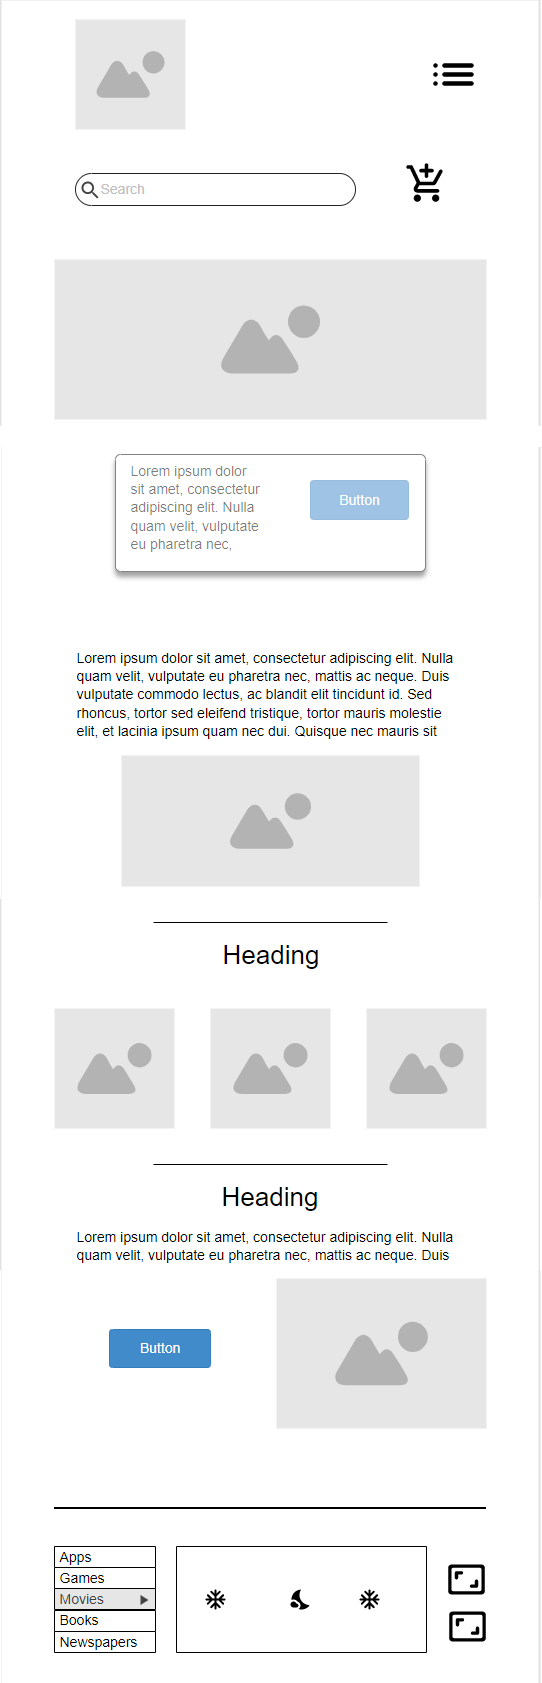 Search
Lorem ipsum dolor
sit amet, consectetur
adipiscing elit. Nulla
quam velit, vulputate
eu pharetra nec,
Button
Lorem ipsum dolor sit amet, consectetur adipiscing elit. Nulla
quam velit, vulputate eu pharetra nec, mattis ac neque. Duis
vulputate commodo lectus, ac blandit elit tincidunt id. Sed
rhoncus, tortor sed eleifend tristique, tortor mauris molestie
elit, et lacinia ipsum quam nec dui. Quisque nec mauris sit
Heading
Heading
Lorem ipsum dolor sit amet, consectetur adipiscing elit. Nulla
quam velit, vulputate eu pharetra nec, mattis ac neque. Duis
Button
Apps
Games
Movies
Books
Newspapers